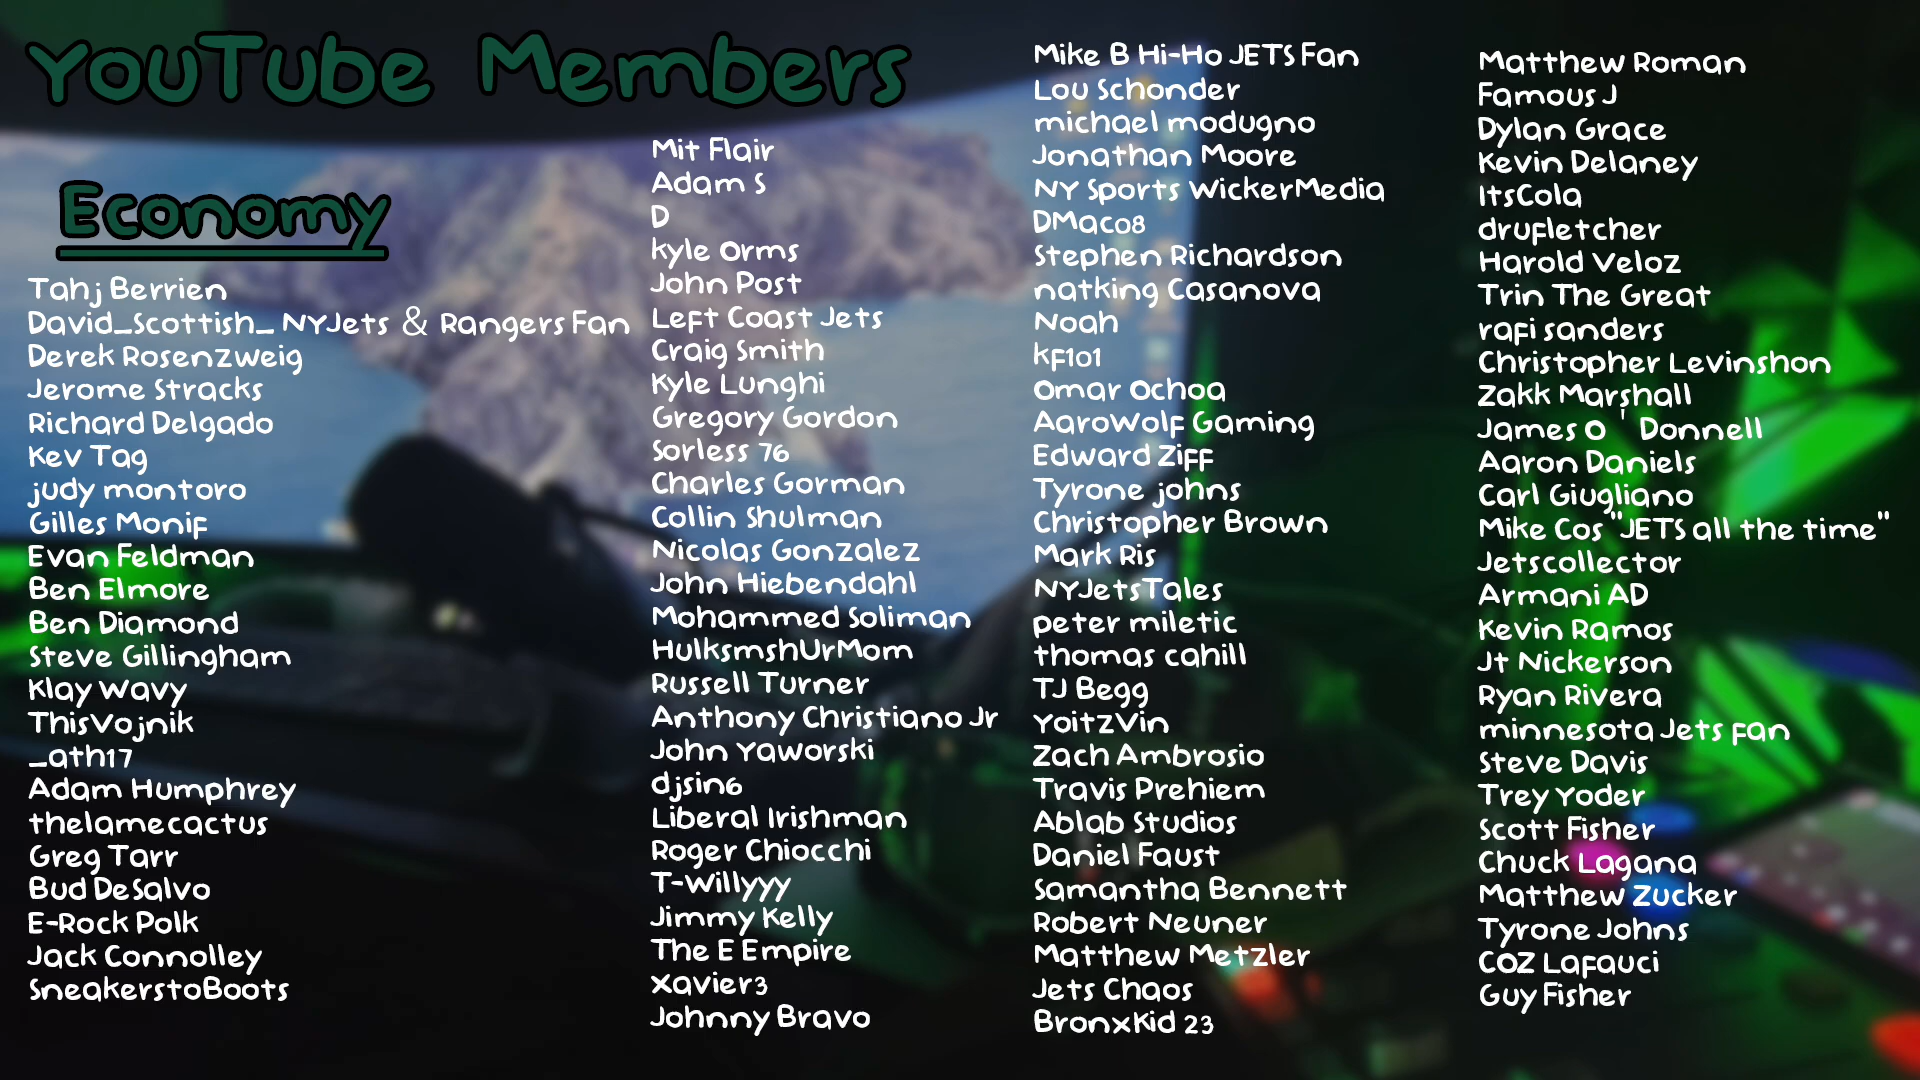 YouTube Members
Economy
Tahj Berrien
David_Scottish_ NYJets & Rangers Fan
Derek Rosenzweig
Jerome Stracks
Richard Delgado
Kev Tag
judy montoro
Gilles Monif
Evan Feldman
Ben Elmore
Ben Diamond
Steve Gillingham
Klay Wavy
ThisVojnik
_ath17
Adam Humphrey
thelamecactus
Greg Tarr
Bud DeSalvo
E-Rock Polk
Jack Connolley
SneakerstoBoots
Mit Flair
Adam S
D
kyle Orms
John Post
Left Coast Jets
Craig Smith
Kyle Lunghi
Gregory Gordon
Sorless 76
Charles Gorman
Collin Shulman
Nicolas Gonzalez
John Hiebendahl
Mohammed Soliman
HulksmshUrMom
Russell Turner
Anthony Christiano Jr
John Yaworski
djsin6
Liberal Irishman
Roger Chiocchi
T-Willyyy
Jimmy Kelly
The E Empire
Xavier3
Johnny Bravo
Mike B Hi-Ho JETS Fan
Lou Schonder
michael modugno
Jonathan Moore
NY Sports WickerMedia
DMac08
Stephen Richardson
natking Casanova
Noah
kf101
Omar Ochoa
AaroWolf Gaming
Edward Ziff
Tyrone johns
Christopher Brown
Mark Ris
NYJetsTales
peter miletic
thomas cahill
TJ Begg
YoitzVin
Zach Ambrosio
Travis Prehiem
Ablab Studios
Daniel Faust
Samantha Bennett
Robert Neuner
Matthew Metzler
Jets Chaos
BronxKid 23
Matthew Roman
Famous J
Dylan Grace
Kevin Delaney
ItsCola
drufletcher
Harold Veloz
Trin The Great
rafi sanders
Christopher Levinshon
Zakk Marshall
James O ' Donnell
Aaron Daniels
Carl Giugliano
Mike Cos "JETS all the time"
Jetscollector
Armani AD
Kevin Ramos
Jt Nickerson
Ryan Rivera
minnesota Jets fan
Steve Davis
Trey Yoder
Scott Fisher
Chuck Lagana
Matthew Zucker
Tyrone Johns
COZ Lafauci
Guy Fisher